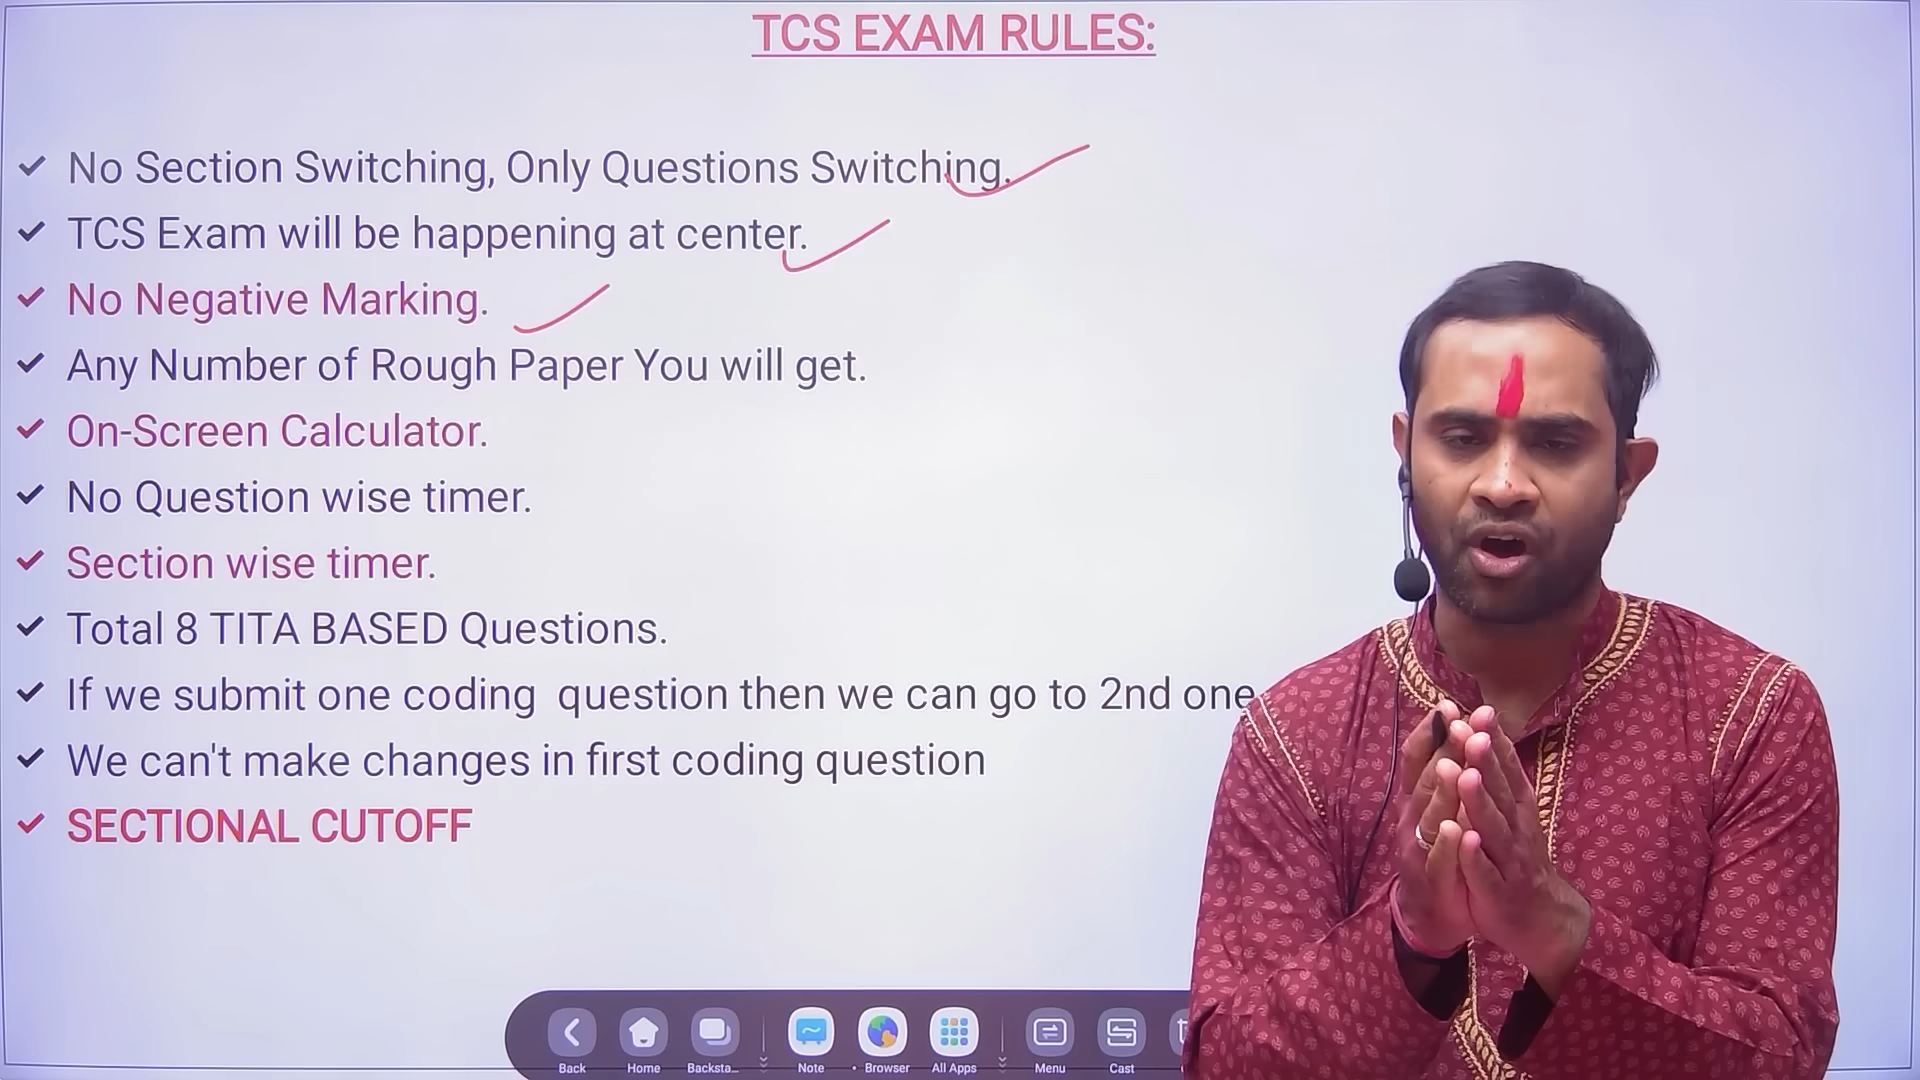 TCS EXAM RULES:
No Section Switching, Only Questions Switching.
TCS Exam will be happening at center.
No Negative Marking.
Any Number of Rough Paper You will get.
On-Screen Calculator.
No Question wise timer.
Section wise timer.
Total 8 TITA BASED Questions.
If we submit one coding  question then we can go to 2nd one
We can't make changes in first coding question
SECTIONAL CUTOFF
Back Home Backsta... Note Browser All Apps Menu Cast